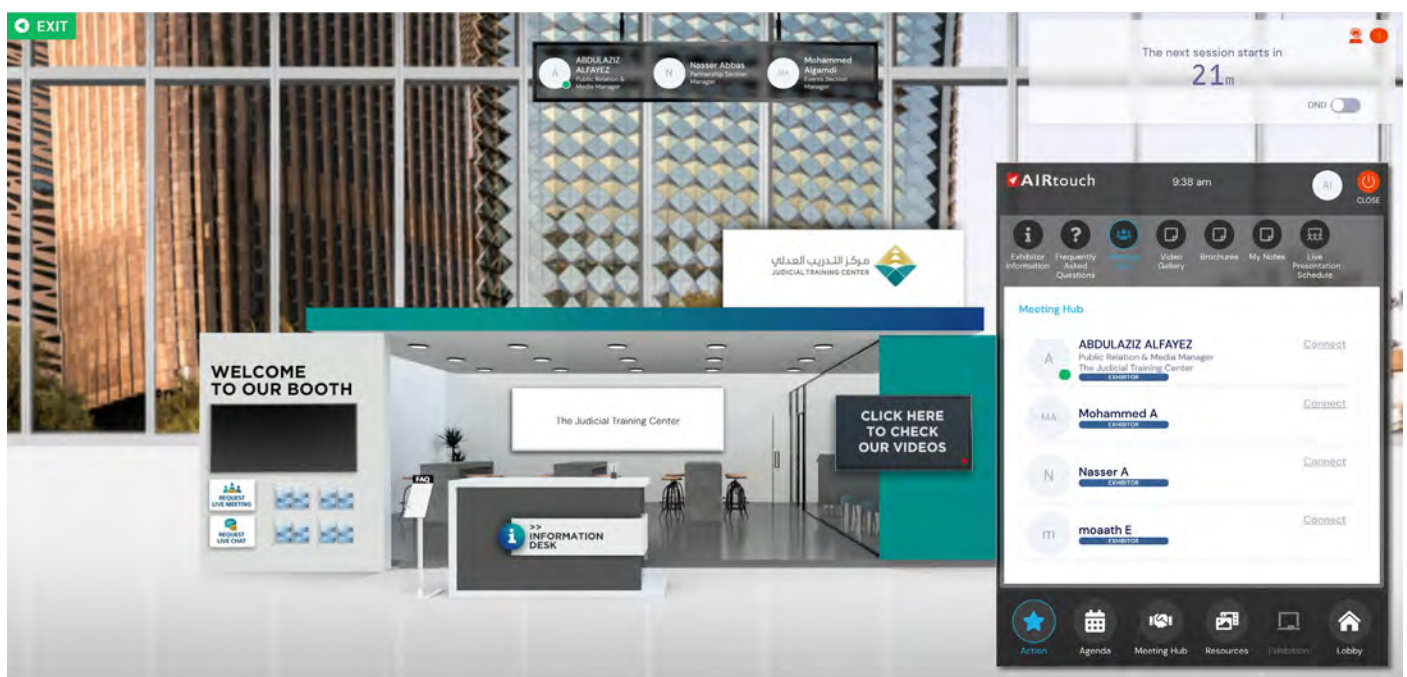 EXIT
ABDULAZIZ
ALFAYEZ
Public Relation &
Media Manager
A
Nasser Abbas
Partnership Section
Manager
N
Mohammed
Algamdi
Events Section
Manager
MA
The next session starts in
21m
DND
AIRtouch
9:38 am
AI
CLOSE
Exhibitor
Information
Frequently
Asked
Questions
Video
Gallery
Brochures
My Notes
Live
Presentation
Schedule
Meeting Hub
A
ABDULAZIZ ALFAYEZ
Public Relation & Media Manager
The Judicial Training Center
EXHIBITOR
Connect
MA
Mohammed A
EXHIBITOR
Connect
N
Nasser A
EXHIBITOR
Connect
m
moaath E
EXHIBITOR
Connect
Action
Agenda
Meeting Hub
Resources
Exhibition
Lobby
مركز التدريب العدلي
JUDICIAL TRAINING CENTER
WELCOME
TO OUR BOOTH
REQUEST
LIVE MEETING
REQUEST
LIVE CHAT
The Judicial Training Center
CLICK HERE
TO CHECK
OUR VIDEOS
FAQ
>>
INFORMATION
DESK